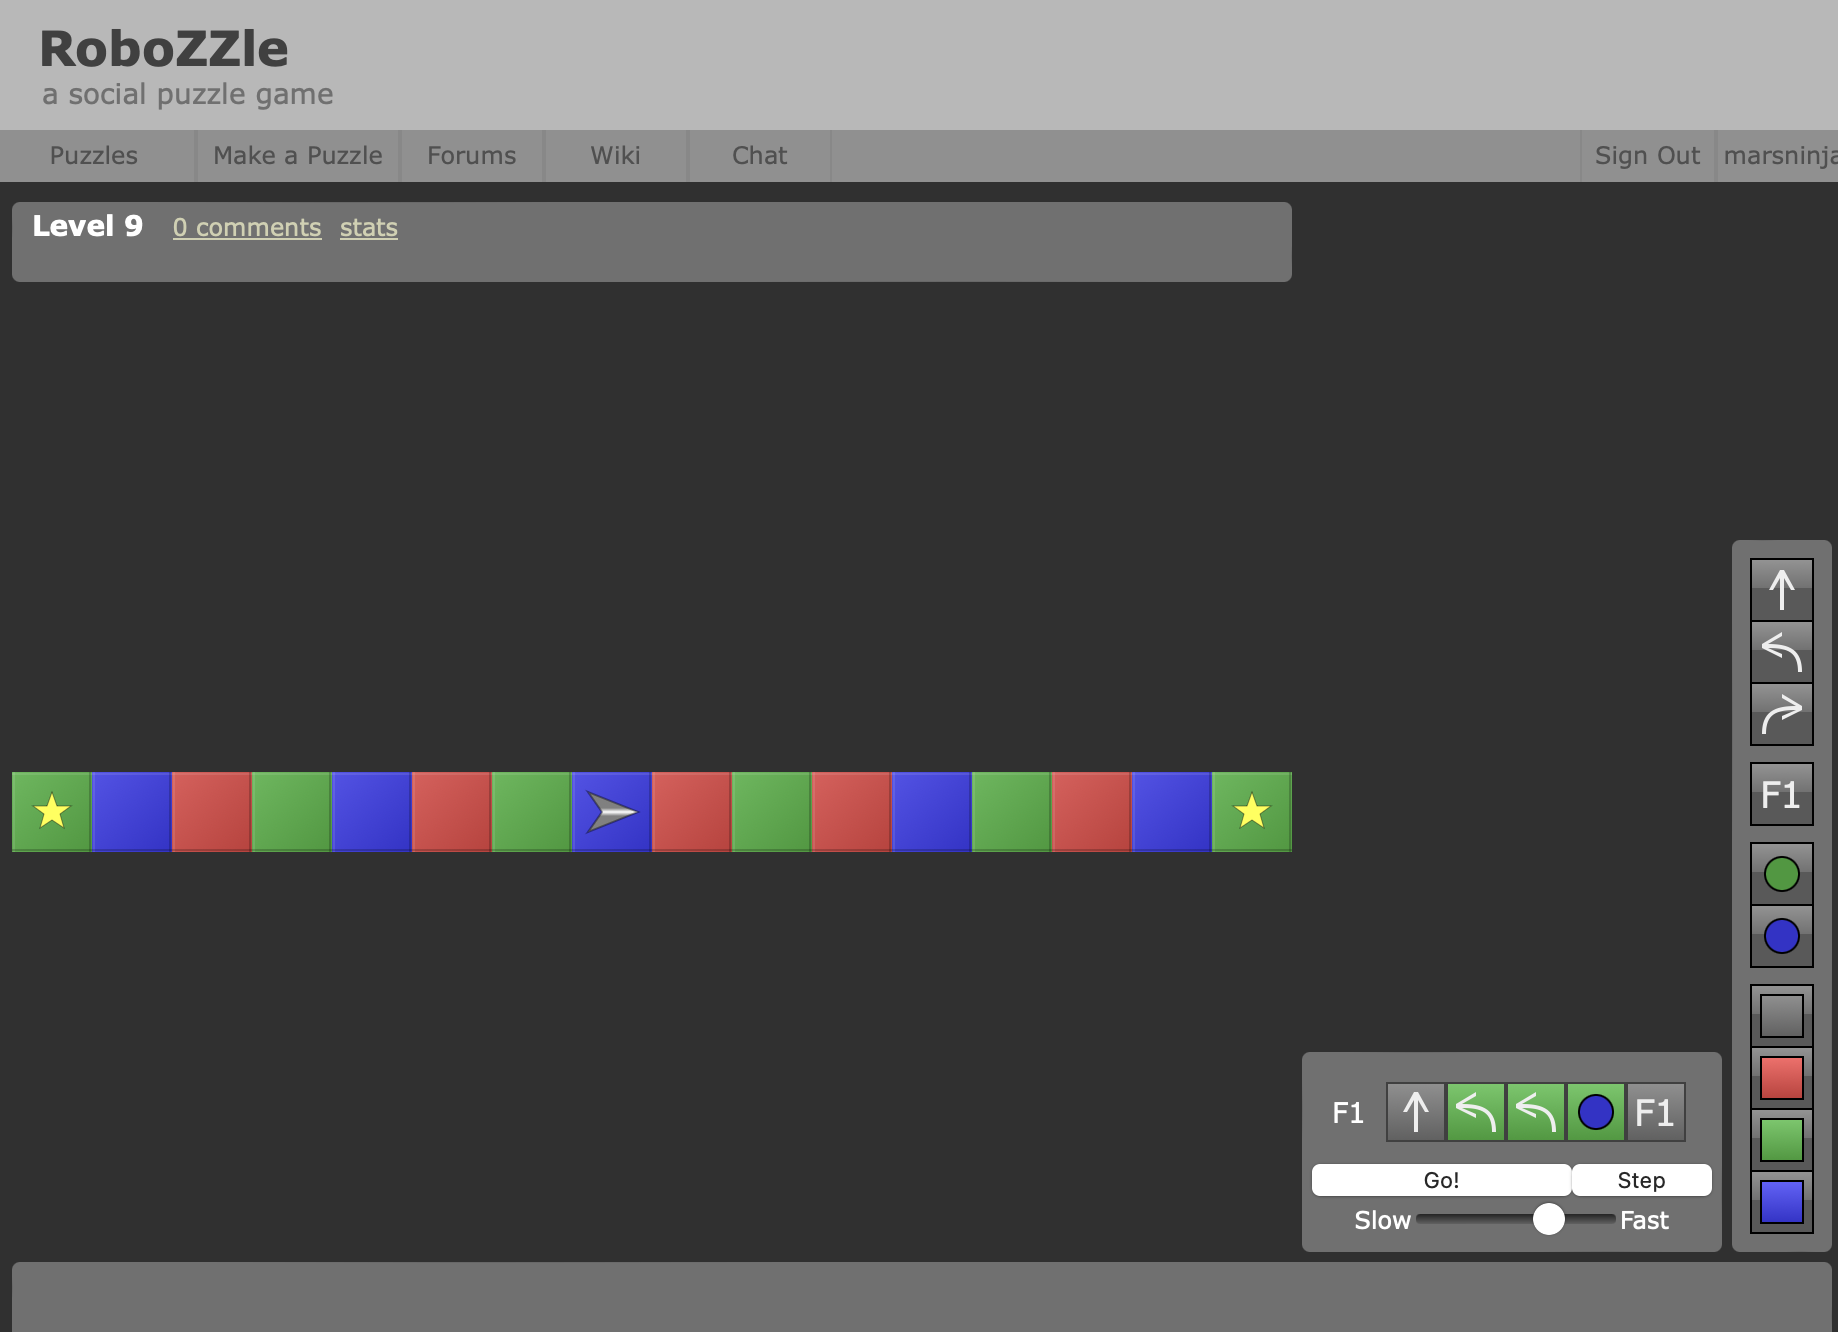 RoboZZle
a social puzzle game
Puzzles Make a Puzzle Forums Wiki Chat Sign Out marsninja
Level 9 0 comments stats
F1
F1 F1
Go! Step
Slow Fast